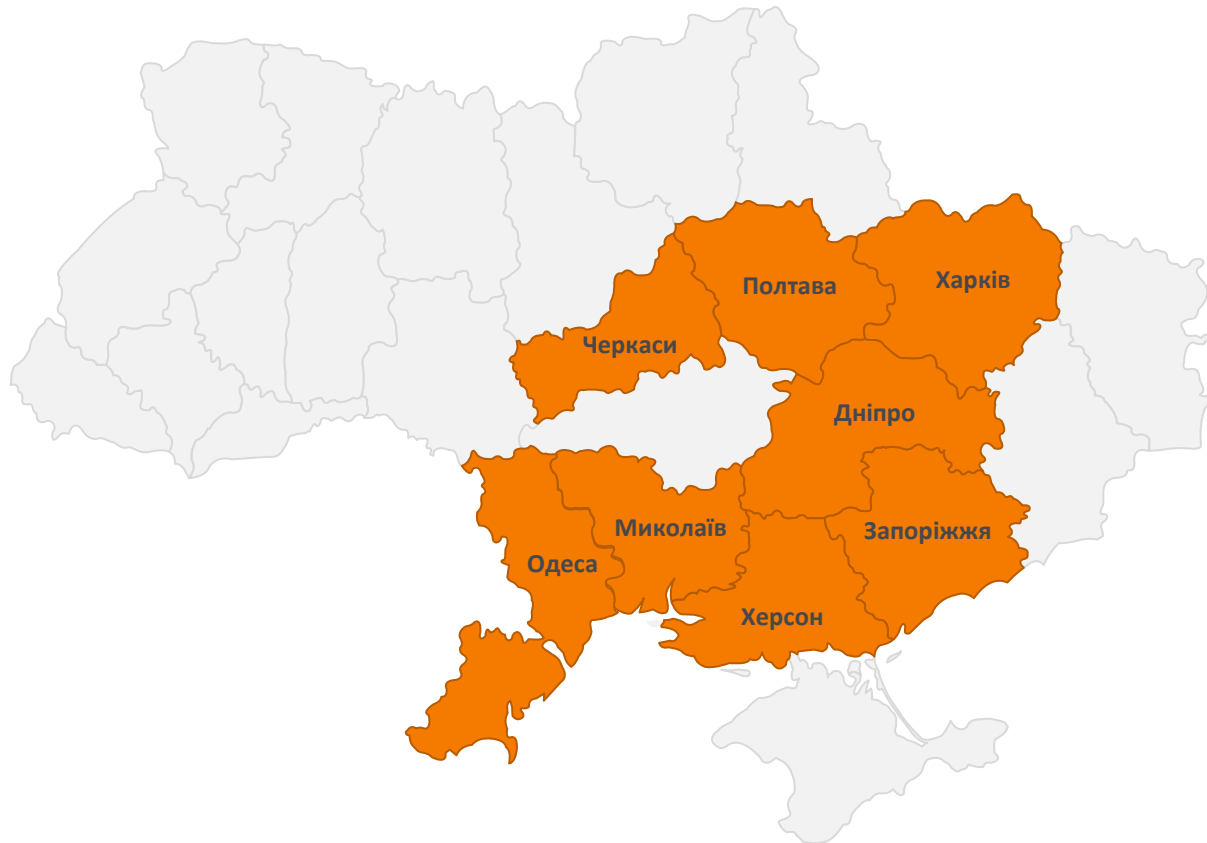 Полтава
Харків
Черкаси
Дніпро
Миколаїв
Запоріжжя
Одеса
Херсон